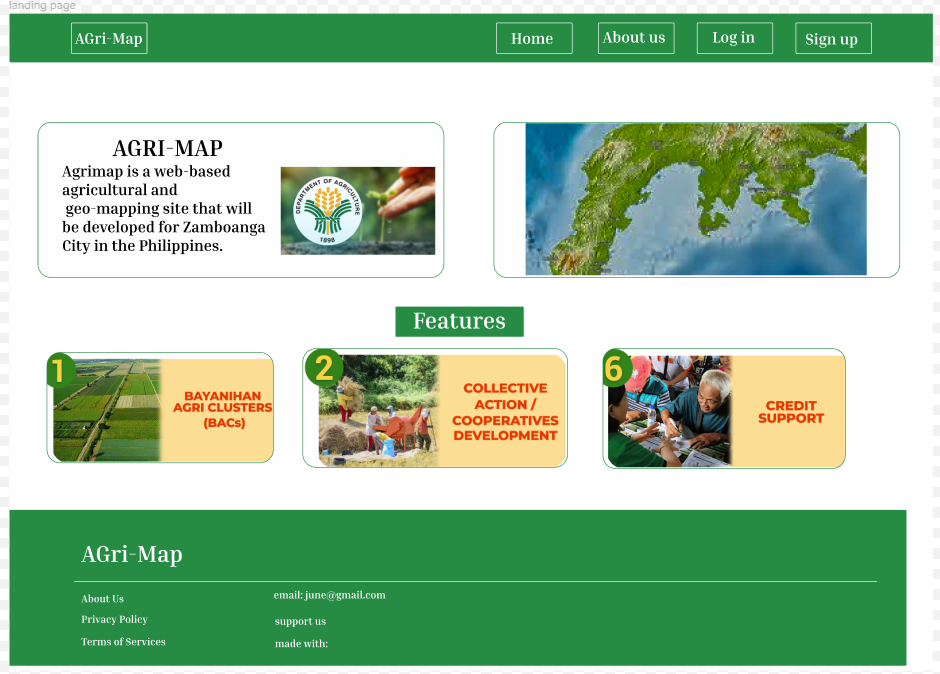 landing page
AGri-Map
Home
About us
Log in
Sign up
AGRI-MAP
Agrimap is a web-based
agricultural and
geo-mapping site that will
be developed for Zamboanga
City in the Philippines.
DEPARTMENT OF AGRICULTURE
1898
Features
1
BAYANIHAN
AGRI CLUSTERS
(BACs)
2
COLLECTIVE
ACTION /
COOPERATIVES
DEVELOPMENT
6
CREDIT
SUPPORT
AGri-Map
About Us
Privacy Policy
Terms of Services
email: june@gmail.com
support us
made with: